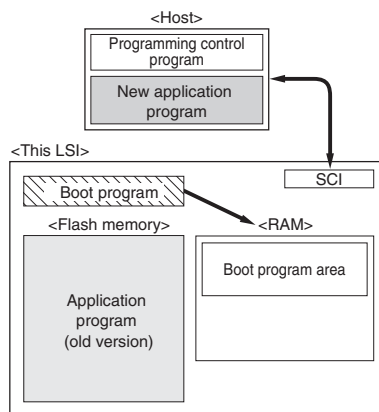 <Host>
Programming control
program
New application
program
<This LSI>
SCI
Boot program
<Flash memory>
<RAM>
Boot program area
Application
program
(old version)